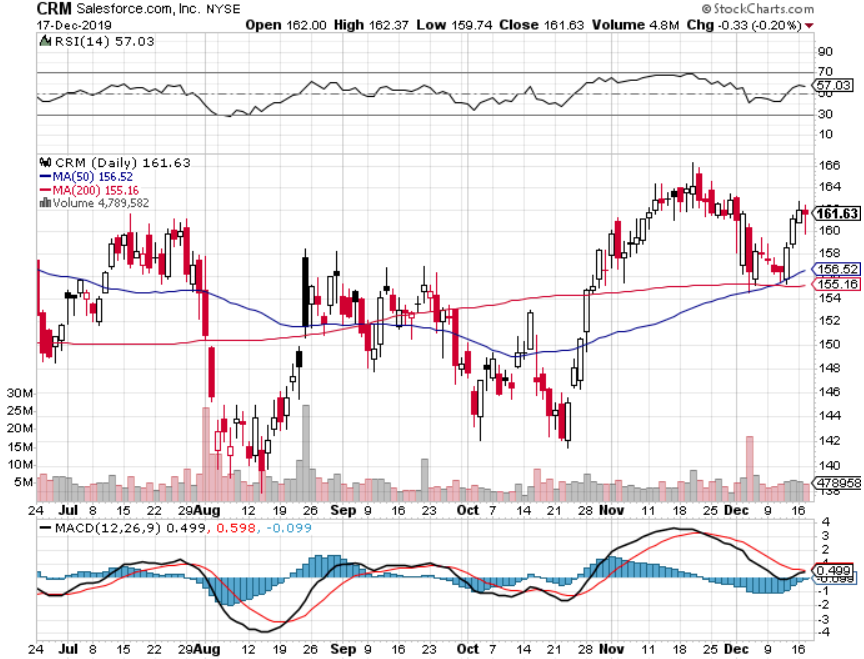 CRM Salesforce.com, Inc. NYSE
© StockCharts.com
17-Dec-2019
Open 162.00 High 162.37 Low 159.74 Close 161.63 Volume 4.8M Chg -0.33 (-0.20%)
RSI(14) 57.03
90
70
57.03
50
30
10
CRM (Daily) 161.63
MA(50) 156.52
MA(200) 155.16
Volume 4,789,582
166
164
161.63
160
158
156.52
155.16
154
152
150
148
146
144
142
140
138
30M
25M
20M
15M
10M
5M
478958
24 Jul 8 15 22 29 Aug 12 19 26 Sep 9 16 23 Oct 7 14 21 28 Nov 11 18 25 Dec 9 16
MACD(12,26,9) 0.499, 0.598, -0.099
4
3
2
1
0.499
-0.099
-1
-2
-3
-4
24 Jul 8 15 22 29 Aug 12 19 26 Sep 9 16 23 Oct 7 14 21 28 Nov 11 18 25 Dec 9 16